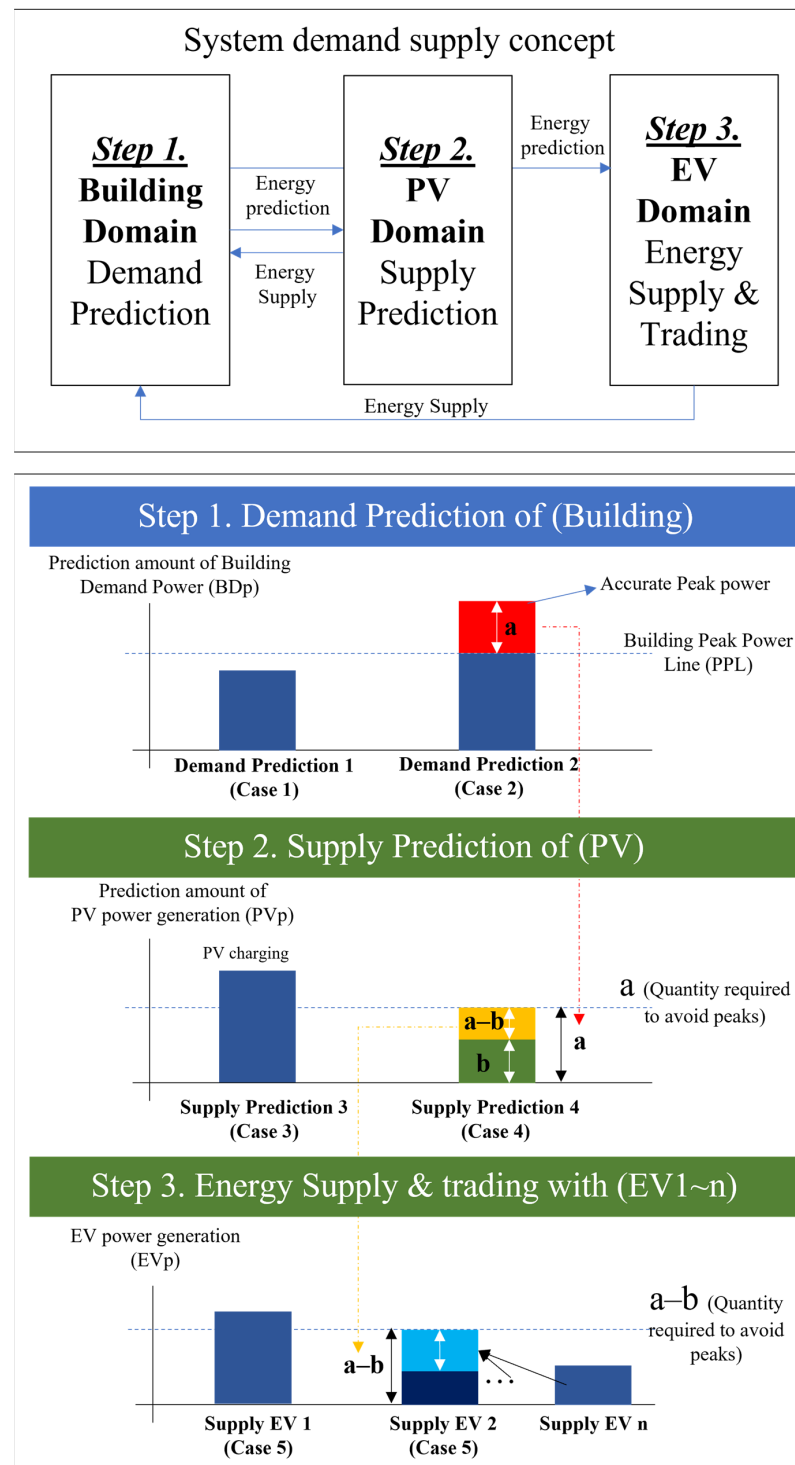 System demand supply concept
Step 1.
Building
Domain
Demand
Prediction
Energy
prediction
Energy
Supply
Step 2.
PV
Domain
Supply
Prediction
Energy
prediction
Step 3.
EV
Domain
Energy
Supply &
Trading
Energy Supply
Step 1. Demand Prediction of (Building)
Prediction amount of Building
Demand Power (BDp)
Accurate Peak power
a
Building Peak Power
Line (PPL)
Demand Prediction 1
(Case 1)
Demand Prediction 2
(Case 2)
Step 2. Supply Prediction of (PV)
Prediction amount of
PV power generation (PVp)
PV charging
a (Quantity required
to avoid peaks)
a–b
a
b
Supply Prediction 3
(Case 3)
Supply Prediction 4
(Case 4)
Step 3. Energy Supply & trading with (EV1~n)
EV power generation
(EVp)
a–b (Quantity
required to avoid
peaks)
a–b
...
Supply EV 1
(Case 5)
Supply EV 2
(Case 5)
Supply EV n